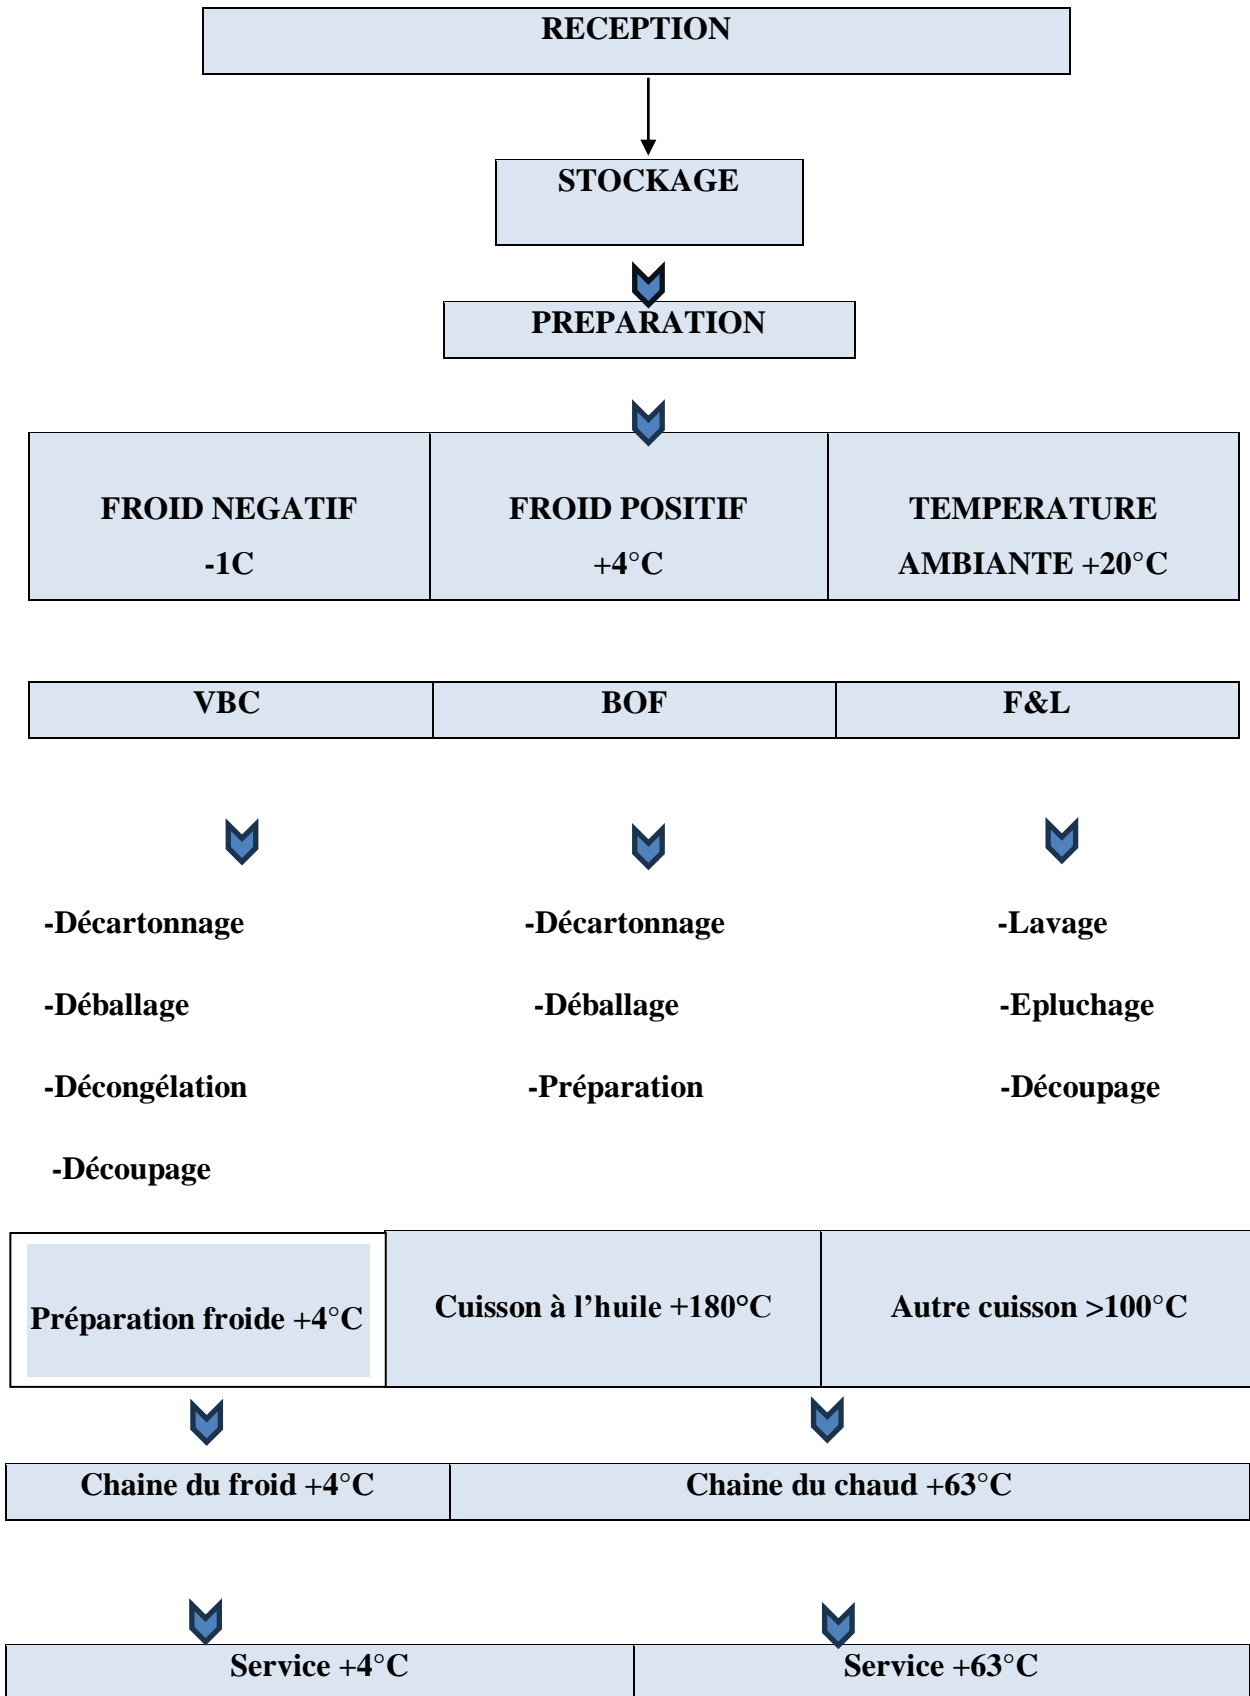 RECEPTION
STOCKAGE
PREPARATION
FROID NEGATIF
-1C
FROID POSITIF
+4°C
TEMPERATURE
AMBIANTE +20°C
VBC
BOF
F&L
-Décartonnage
-Déballage
-Décongélation
-Découpage
-Décartonnage
-Déballage
-Préparation
-Lavage
-Epluchage
-Découpage
Préparation froide +4°C
Cuisson à l’huile +180°C
Autre cuisson >100°C
Chaine du froid +4°C
Chaine du chaud +63°C
Service +4°C
Service +63°C